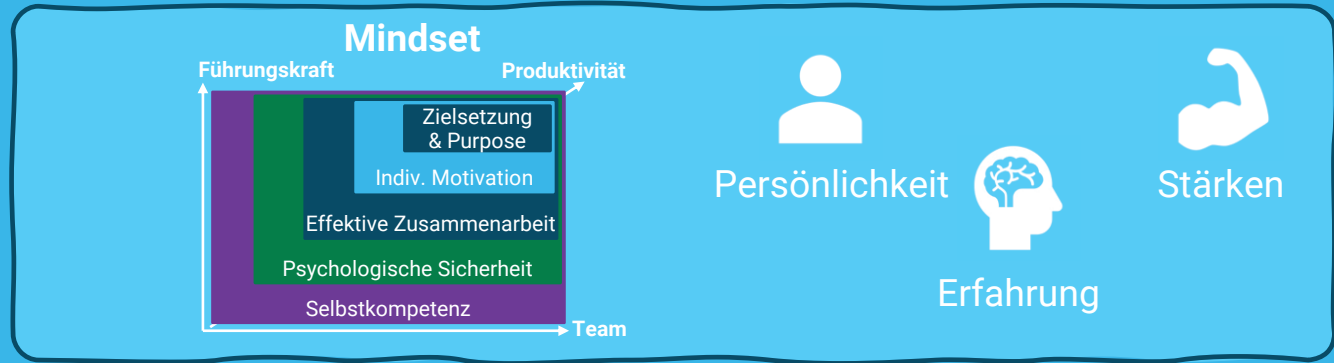 Mindset
Führungskraft
Produktivität
Zielsetzung
& Purpose
Indiv. Motivation
Effektive Zusammenarbeit
Psychologische Sicherheit
Selbstkompetenz
Team
Persönlichkeit
Erfahrung
Stärken